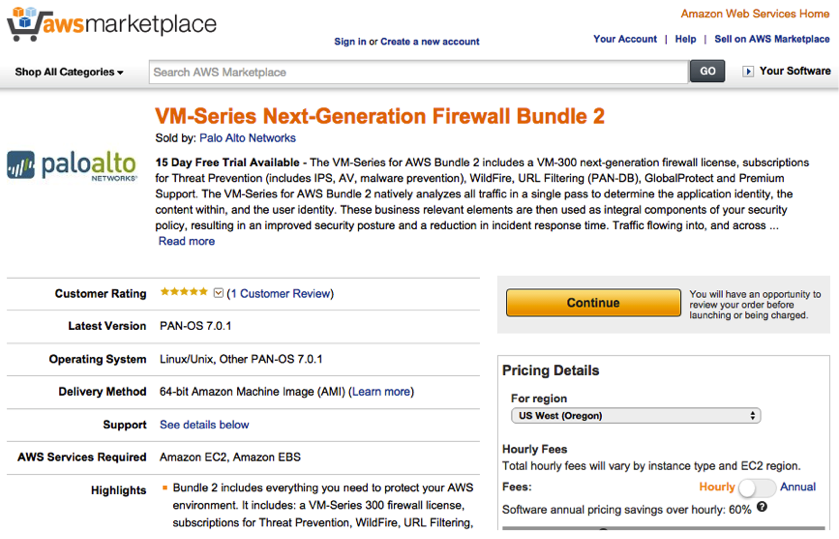 awsmarketplace
Amazon Web Services Home
Sign in or Create a new account
Your Account | Help | Sell on AWS Marketplace
Shop All Categories
Search AWS Marketplace
GO
Your Software
VM-Series Next-Generation Firewall Bundle 2
Sold by: Palo Alto Networks
paloalto
NETWORKS®
15 Day Free Trial Available - The VM-Series for AWS Bundle 2 includes a VM-300 next-generation firewall license, subscriptions
for Threat Prevention (includes IPS, AV, malware prevention), WildFire, URL Filtering (PAN-DB), GlobalProtect and Premium
Support. The VM-Series for AWS Bundle 2 natively analyzes all traffic in a single pass to determine the application identity, the
content within, and the user identity. These business relevant elements are then used as integral components of your security
policy, resulting in an improved security posture and a reduction in incident response time. Traffic flowing into, and across ...
Read more
Customer Rating (1 Customer Review)
Latest Version PAN-OS 7.0.1
Operating System Linux/Unix, Other PAN-OS 7.0.1
Delivery Method 64-bit Amazon Machine Image (AMI) (Learn more)
Support See details below
AWS Services Required Amazon EC2, Amazon EBS
Highlights Bundle 2 includes everything you need to protect your AWS
environment. It includes: a VM-Series 300 firewall license,
subscriptions for Threat Prevention, WildFire, URL Filtering,
Continue
You will have an opportunity to
review your order before
launching or being charged.
Pricing Details
For region
US West (Oregon)
Hourly Fees
Total hourly fees will vary by instance type and EC2 region.
Fees: Hourly Annual
Software annual pricing savings over hourly: 60% ?